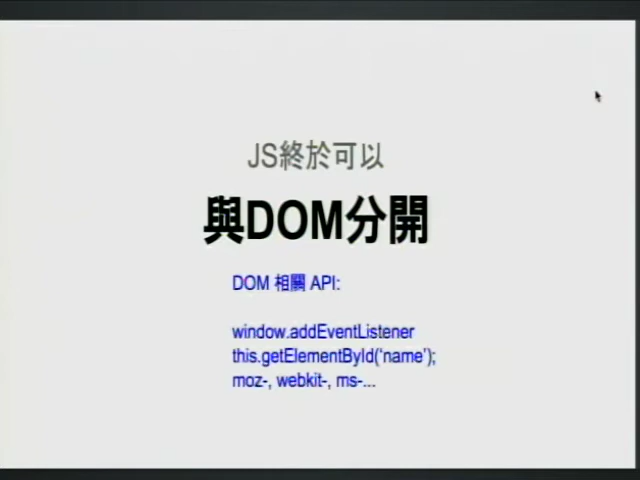 JS終於可以
與DOM分開
DOM 相關 API:
window.addEventListener
this.getElementById('name');
moz-, webkit-, ms-...